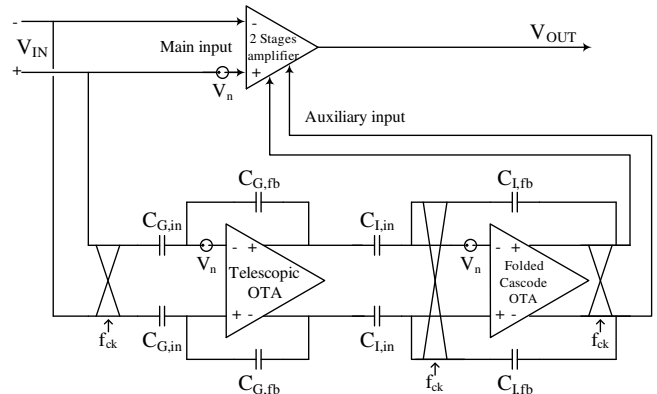 -
V_IN
+
Main input
V_n
-
2 Stages
amplifier
+
V_OUT
Auxiliary input
C_G,fb
C_I,fb
C_G,in
C_I,in
- +
V_n
Telescopic
OTA
+ -
- +
V_n
Folded
Cascode
OTA
+ -
f_ck
C_G,in
C_G,fb
C_I,in
f_ck
C_I,fb
f_ck